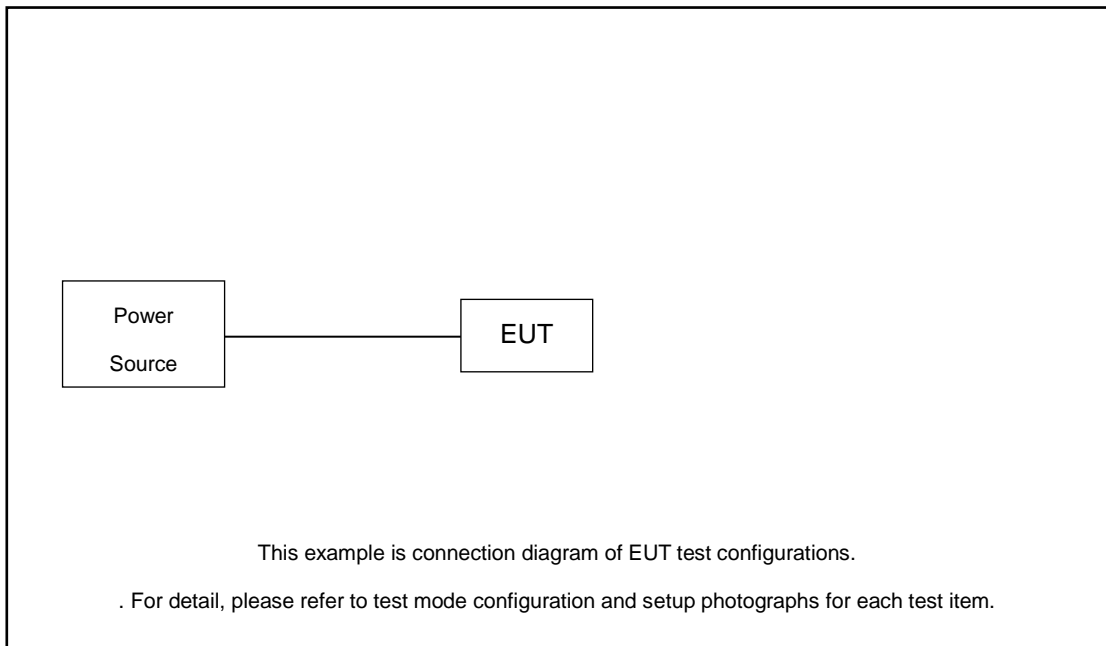 Power
Source
EUT
This example is connection diagram of EUT test configurations.
. For detail, please refer to test mode configuration and setup photographs for each test item.